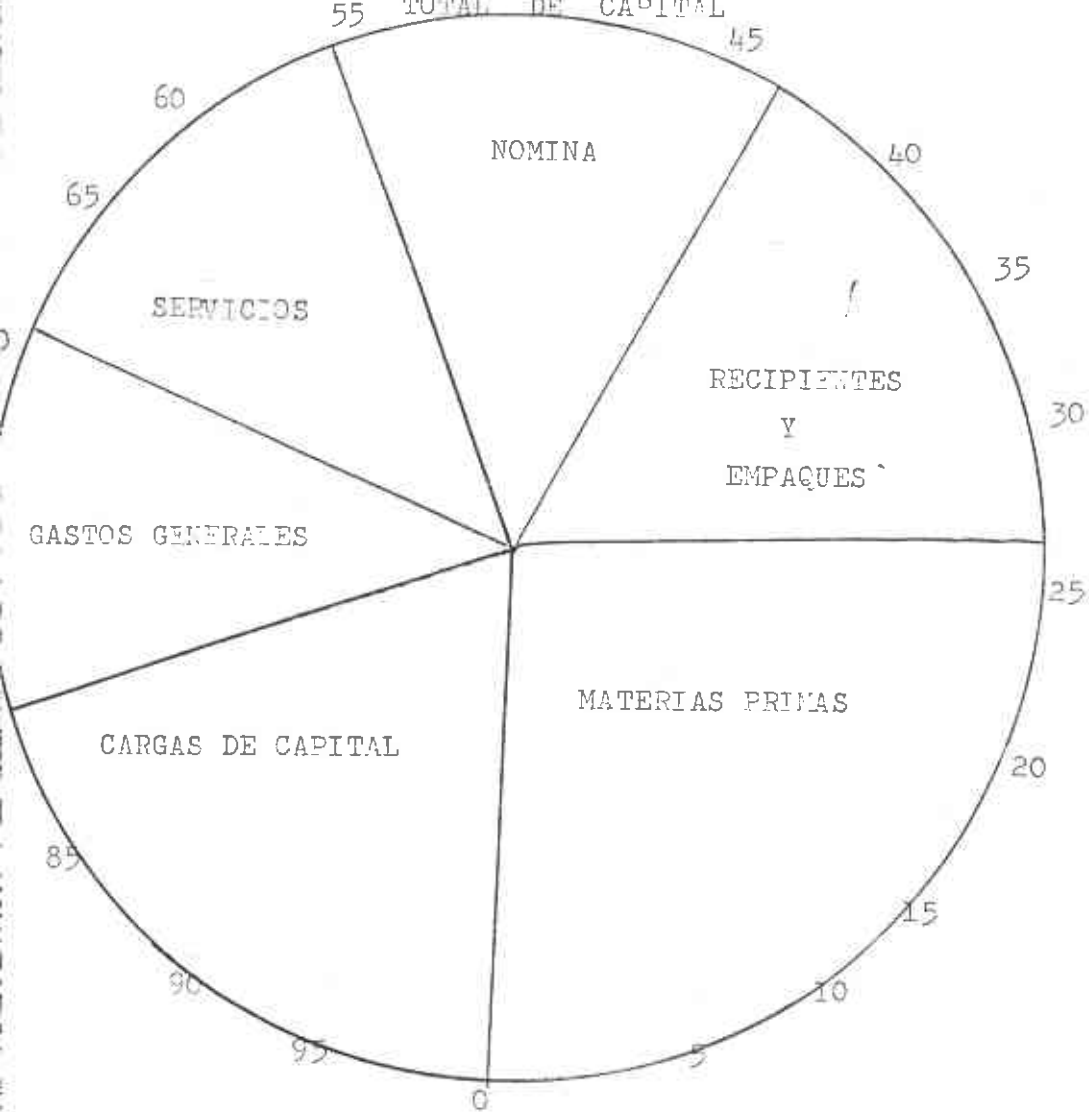 TOTAL DE CAPITAL
55
45
60
NOMINA
40
65
35
SERVICIOS
RECIPIENTES
30
Y
EMPAQUES
GASTOS GENERALES
25
MATERIAS PRIMAS
CARGAS DE CAPITAL
20
85
15
90
10
95
5
0